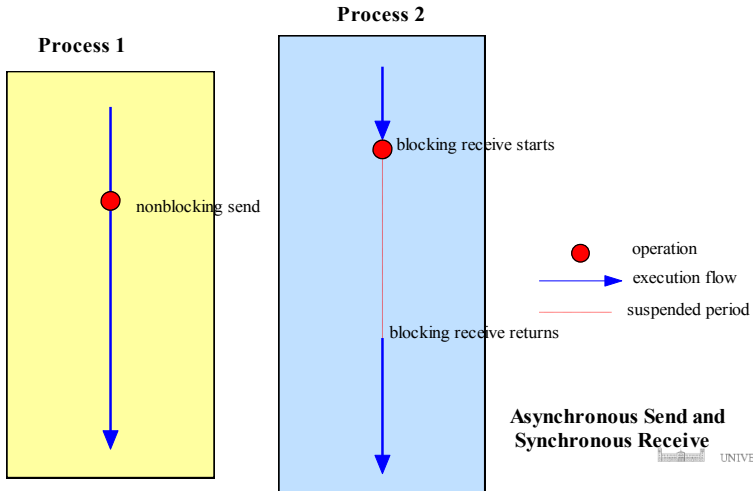 Process 2
Process 1
blocking receive starts
nonblocking send
operation
execution flow
suspended period
blocking receive returns
Asynchronous Send and
Synchronous Receive
UNIVE